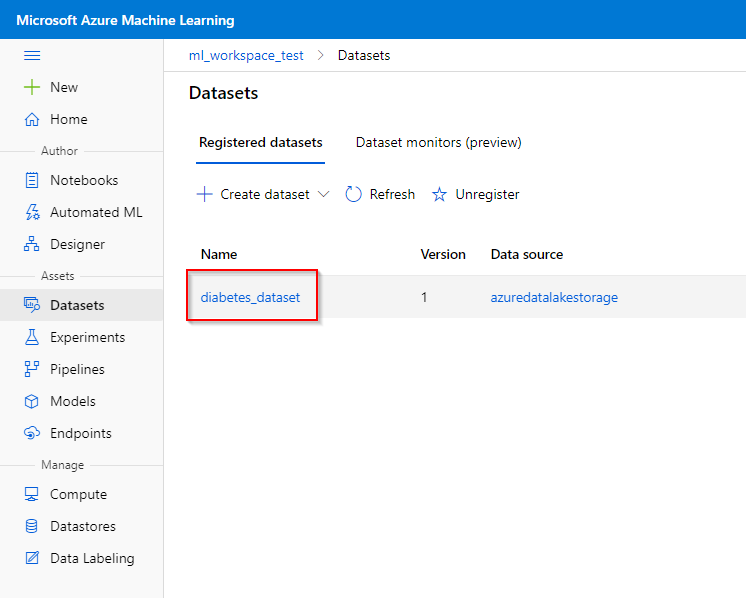 Microsoft Azure Machine Learning
ml_workspace_test > Datasets
New
Home
Author
Notebooks
Automated ML
Designer
Assets
Datasets
Experiments
Pipelines
Models
Endpoints
Manage
Compute
Datastores
Data Labeling
Datasets
Registered datasets Dataset monitors (preview)
Create dataset Refresh Unregister
Name Version Data source
diabetes_dataset 1 azuredatalakestorage